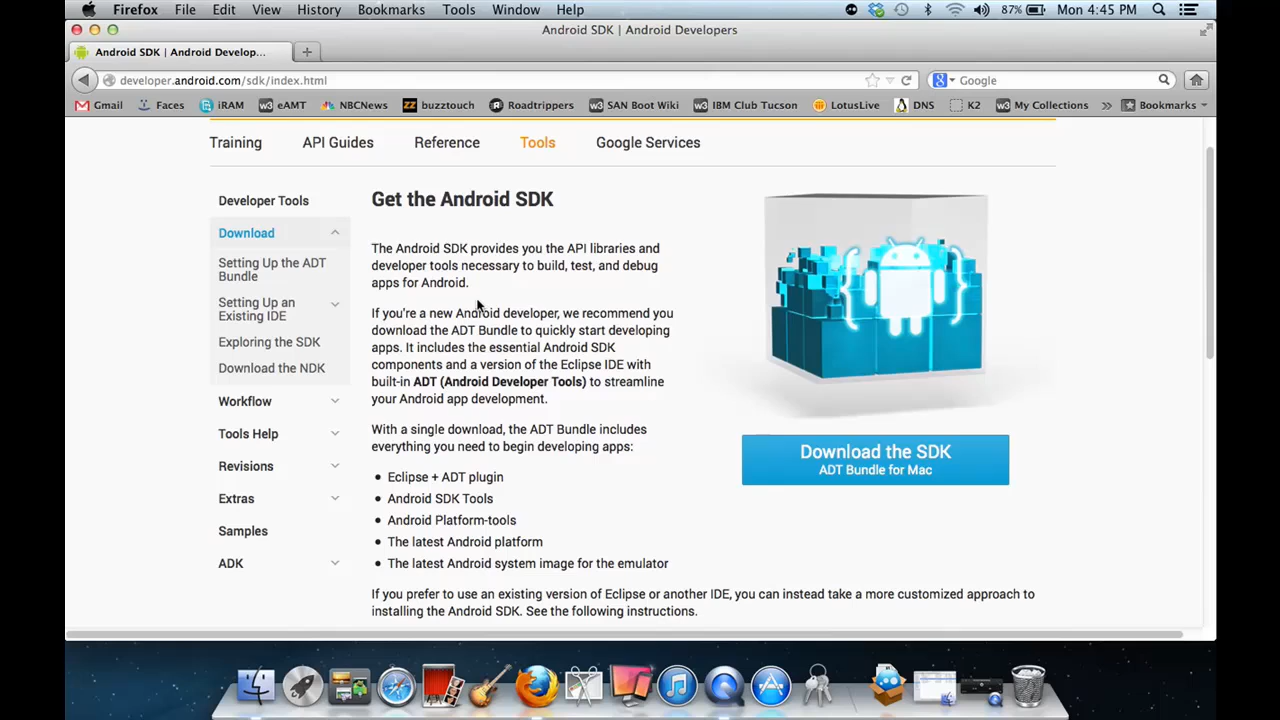 Firefox File Edit View History Bookmarks Tools Window Help 87% Mon 4:45 PM
Android SDK | Android Developers
Android SDK | Android Develop...
developer.android.com/sdk/index.html
Google
Gmail Faces iRAM eAMT NBCNews buzztouch Roadtrippers SAN Boot Wiki IBM Club Tucson LotusLive DNS K2 My Collections » Bookmarks
Training API Guides Reference Tools Google Services
Developer Tools
Download
Setting Up the ADT
Bundle
Setting Up an
Existing IDE
Exploring the SDK
Download the NDK
Workflow
Tools Help
Revisions
Extras
Samples
ADK
Get the Android SDK
The Android SDK provides you the API libraries and
developer tools necessary to build, test, and debug
apps for Android.
If you're a new Android developer, we recommend you
download the ADT Bundle to quickly start developing
apps. It includes the essential Android SDK
components and a version of the Eclipse IDE with
built-in ADT (Android Developer Tools) to streamline
your Android app development.
With a single download, the ADT Bundle includes
everything you need to begin developing apps:
• Eclipse + ADT plugin
• Android SDK Tools
• Android Platform-tools
• The latest Android platform
• The latest Android system image for the emulator
If you prefer to use an existing version of Eclipse or another IDE, you can instead take a more customized approach to
installing the Android SDK. See the following instructions.
Download the SDK
ADT Bundle for Mac